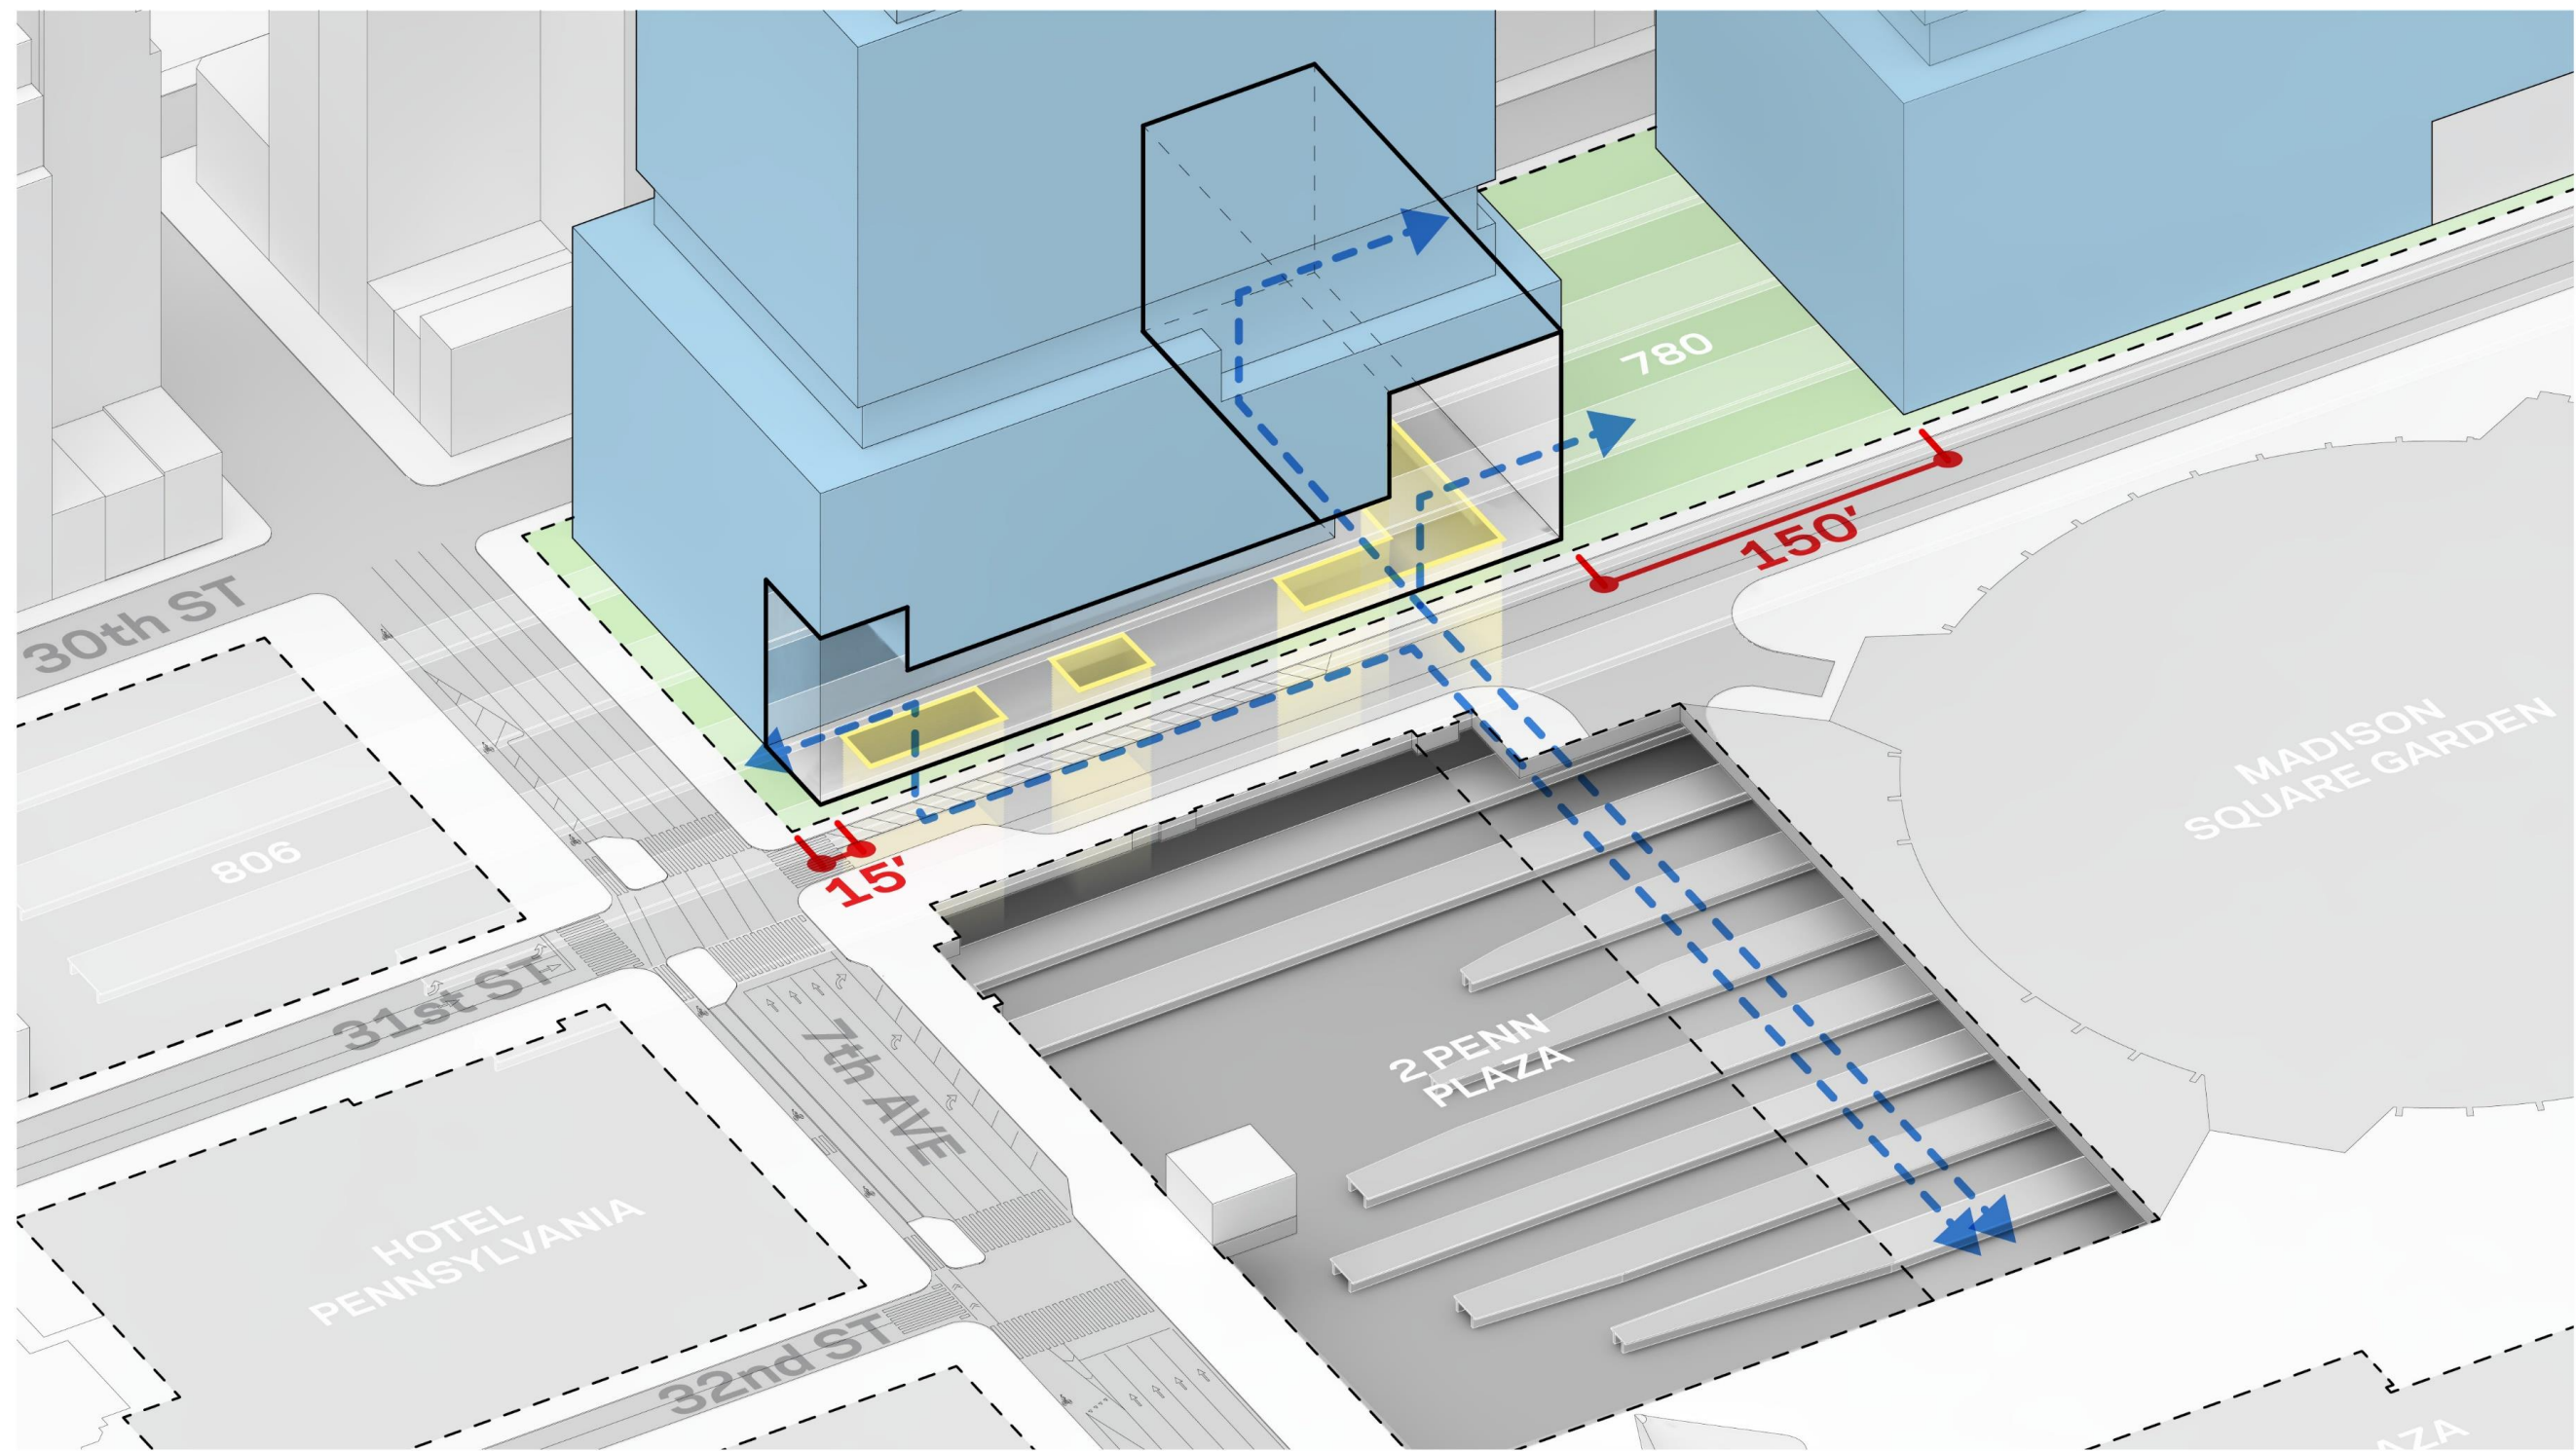 780
150'
30th ST
MADISON
SQUARE GARDEN
806
15'
31st ST
2 PENN
PLAZA
7th AVE
HOTEL
PENNSYLVANIA
32nd ST